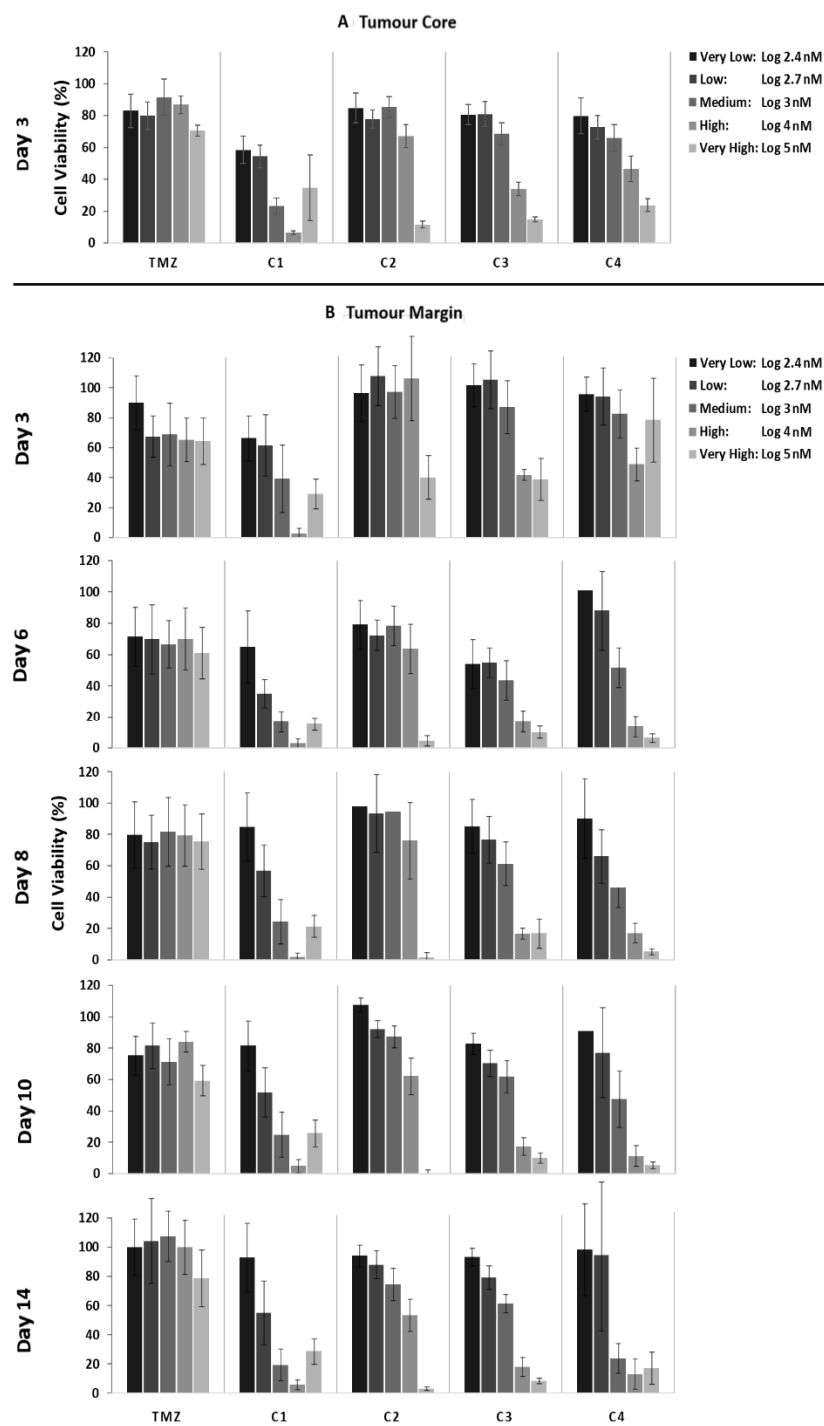 A Tumour Core
Day 3
Cell Viability (%)
120
100
80
60
40
20
0
TMZ C1 C2 C3 C4
Very Low: Log 2.4 nM
Low: Log 2.7 nM
Medium: Log 3 nM
High: Log 4 nM
Very High: Log 5 nM
B Tumour Margin
Day 3
120
100
80
60
40
20
0
Very Low: Log 2.4 nM
Low: Log 2.7 nM
Medium: Log 3 nM
High: Log 4 nM
Very High: Log 5 nM
Day 6
120
100
80
60
40
20
0
Day 8
Cell Viability (%)
120
100
80
60
40
20
0
Day 10
120
100
80
60
40
20
0
Day 14
120
100
80
60
40
20
0
TMZ C1 C2 C3 C4